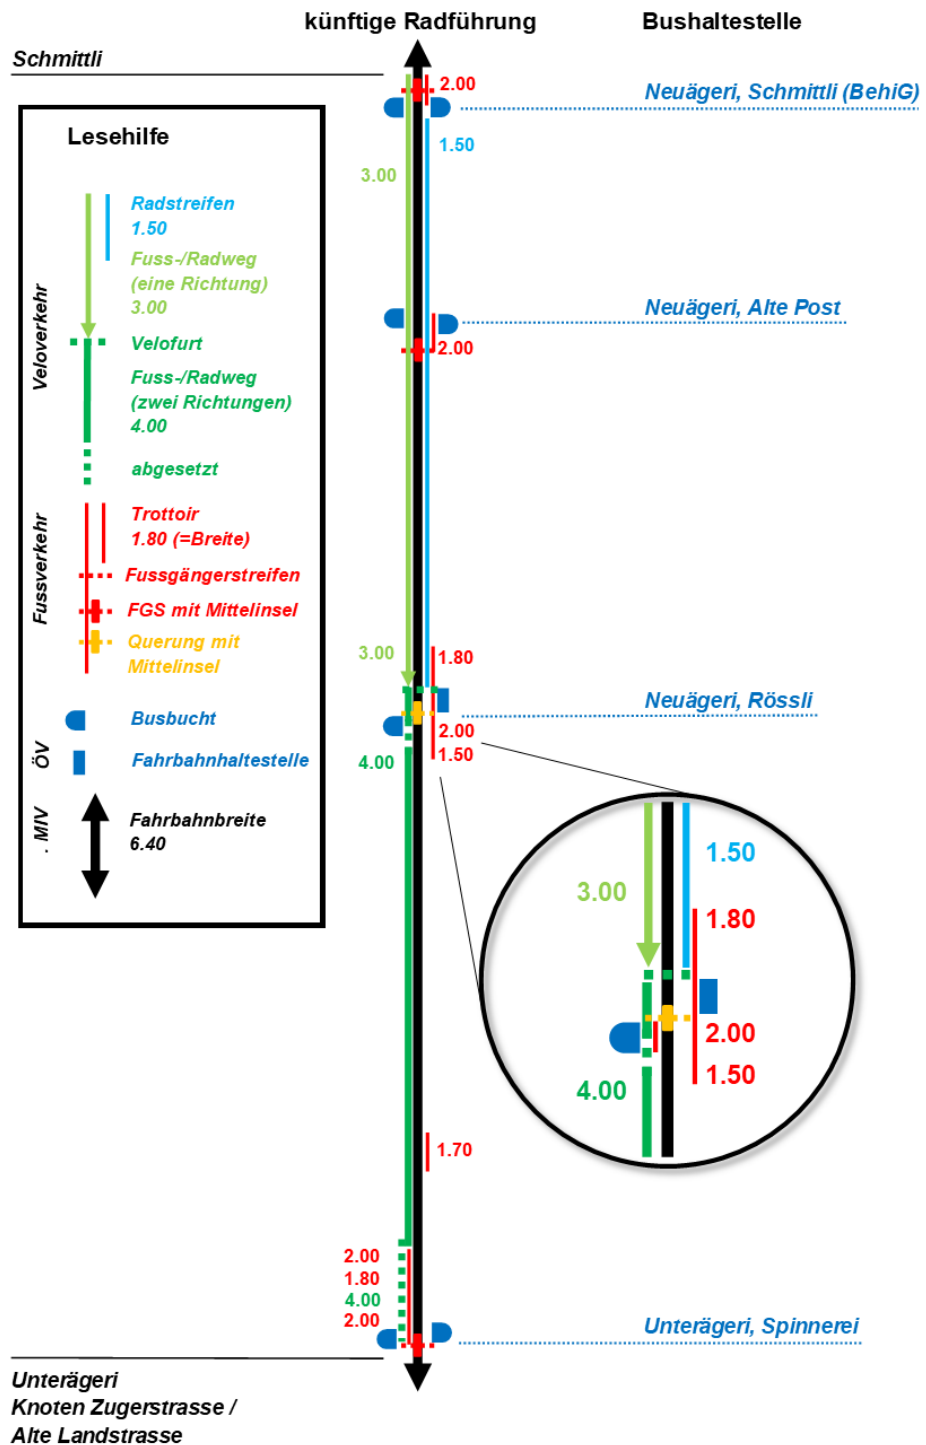 künftige Radführung
Bushaltestelle
Schmittli
2.00
Neuägeri, Schmittli (BehiG)
1.50
3.00
Lesehilfe
Veloverkehr
Radstreifen
1.50
Fuss-/Radweg
(eine Richtung)
3.00
Velofurt
Fuss-/Radweg
(zwei Richtungen)
4.00
abgesetzt
Fussverkehr
Trottoir
1.80 (=Breite)
Fussgängerstreifen
FGS mit Mittelinsel
Querung mit
Mittelinsel
ÖV
Busbucht
Fahrbahnhaltestelle
. MIV
Fahrbahnbreite
6.40
Neuägeri, Alte Post
2.00
3.00
1.80
Neuägeri, Rössli
2.00
1.50
4.00
1.50
3.00
1.80
2.00
1.50
4.00
1.70
2.00
1.80
4.00
2.00
Unterägeri, Spinnerei
Unterägeri
Knoten Zugerstrasse /
Alte Landstrasse